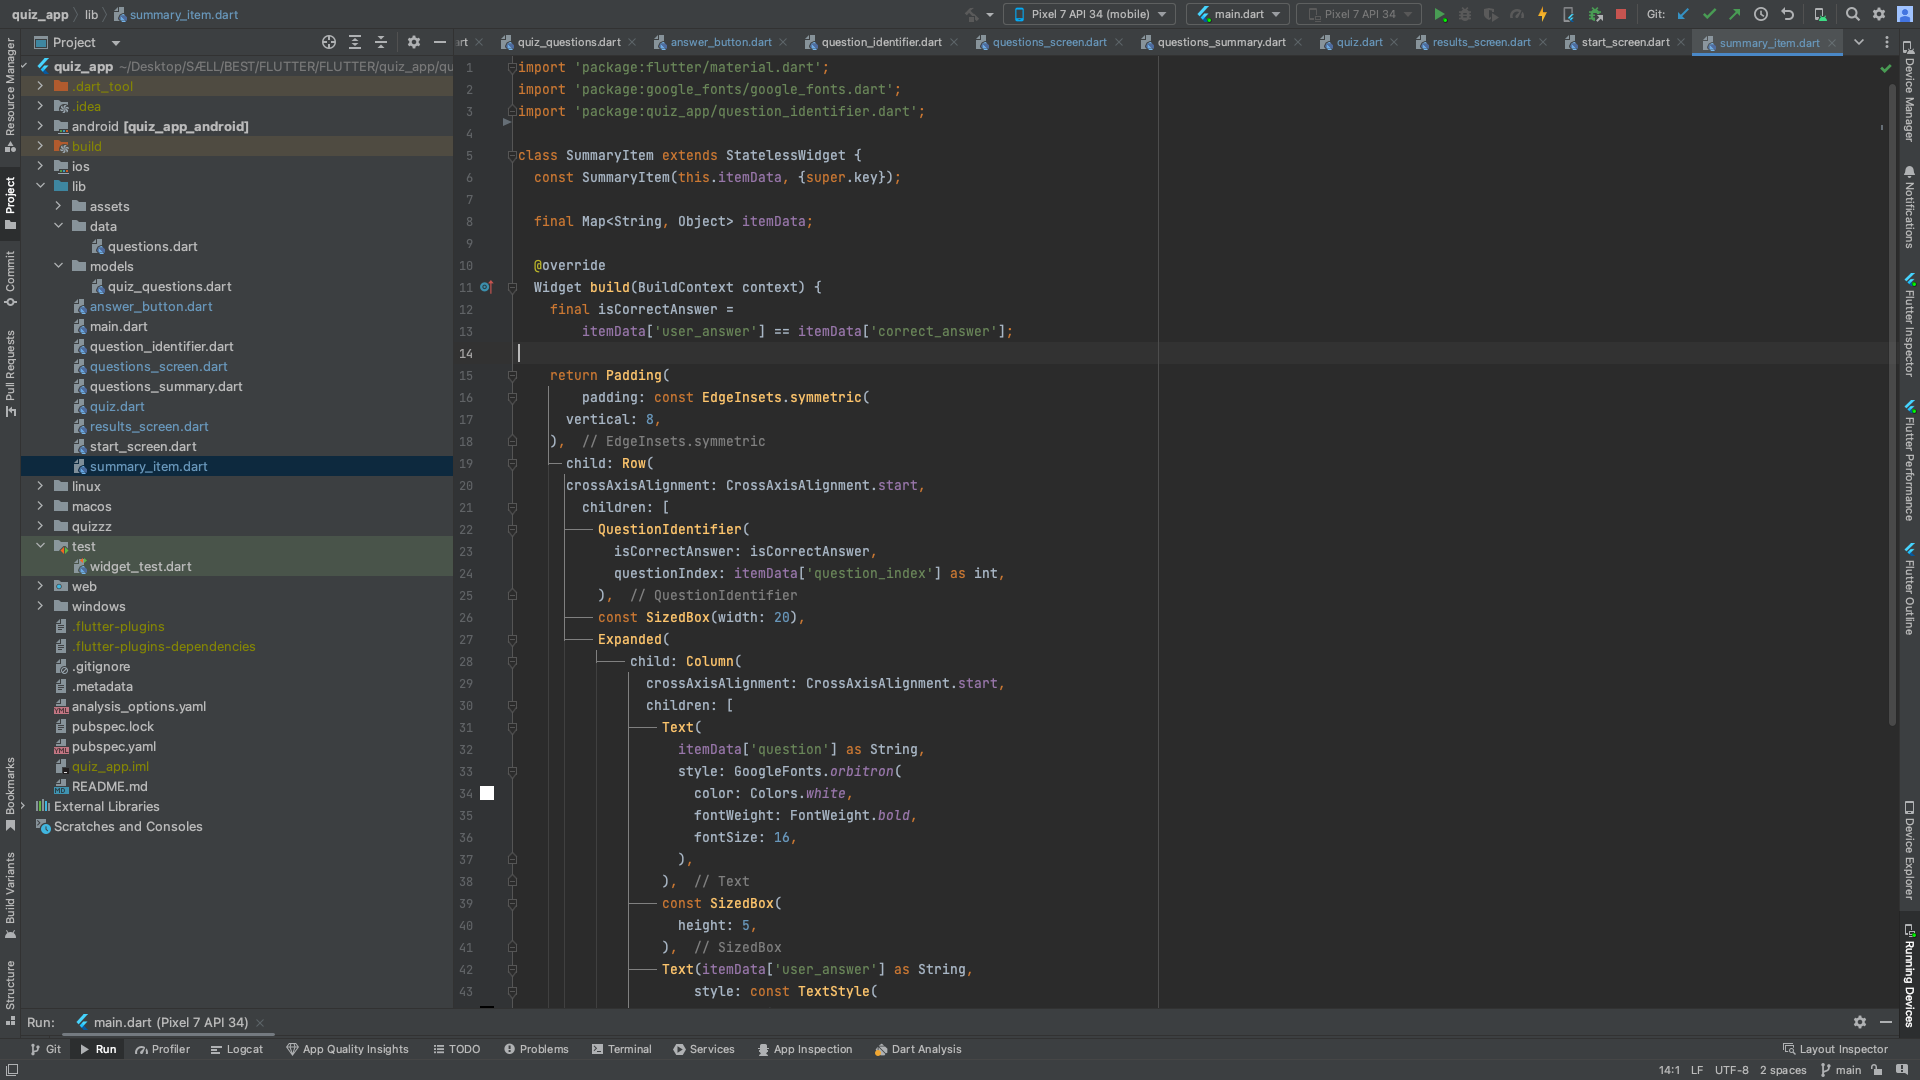 quiz_app lib summary_item.dart Pixel 7 API 34 (mobile) main.dart Pixel 7 API 34 Git:
Project
rt quiz_questions.dart answer_button.dart question_identifier.dart questions_screen.dart questions_summary.dart quiz.dart results_screen.dart start_screen.dart summary_item.dart
quiz_app ~/Desktop/SÆLL/BEST/FLUTTER/FLUTTER/quiz_app/qu
.dart_tool
.idea
android [quiz_app_android]
build
ios
lib
assets
data
questions.dart
models
quiz_questions.dart
answer_button.dart
main.dart
question_identifier.dart
questions_screen.dart
questions_summary.dart
quiz.dart
results_screen.dart
start_screen.dart
summary_item.dart
linux
macos
quizzz
test
widget_test.dart
web
windows
.flutter-plugins
.flutter-plugins-dependencies
.gitignore
.metadata
analysis_options.yaml
pubspec.lock
pubspec.yaml
quiz_app.iml
README.md
External Libraries
Scratches and Consoles
Resource Manager
Project
Commit
Pull Requests
Bookmarks
Build Variants
Structure
1 import 'package:flutter/material.dart';
2 import 'package:google_fonts/google_fonts.dart';
3 import 'package:quiz_app/question_identifier.dart';
4
5 class SummaryItem extends StatelessWidget {
6 const SummaryItem(this.itemData, {super.key});
7
8 final Map<String, Object> itemData;
9
10 @override
11 Widget build(BuildContext context) {
12 final isCorrectAnswer =
13 itemData['user_answer'] == itemData['correct_answer'];
14
15 return Padding(
16 padding: const EdgeInsets.symmetric(
17 vertical: 8,
18 ), // EdgeInsets.symmetric
19 child: Row(
20 crossAxisAlignment: CrossAxisAlignment.start,
21 children: [
22 QuestionIdentifier(
23 isCorrectAnswer: isCorrectAnswer,
24 questionIndex: itemData['question_index'] as int,
25 ), // QuestionIdentifier
26 const SizedBox(width: 20),
27 Expanded(
28 child: Column(
29 crossAxisAlignment: CrossAxisAlignment.start,
30 children: [
31 Text(
32 itemData['question'] as String,
33 style: GoogleFonts.orbitron(
34 color: Colors.white,
35 fontWeight: FontWeight.bold,
36 fontSize: 16,
37 ),
38 ), // Text
39 const SizedBox(
40 height: 5,
41 ), // SizedBox
42 Text(itemData['user_answer'] as String,
43 style: const TextStyle(
Device Manager
Notifications
Flutter Inspector
Flutter Performance
Flutter Outline
Device Explorer
Running Devices
Run: main.dart (Pixel 7 API 34)
Git Run Profiler Logcat App Quality Insights TODO Problems Terminal Services App Inspection Dart Analysis Layout Inspector
14:1 LF UTF-8 2 spaces main